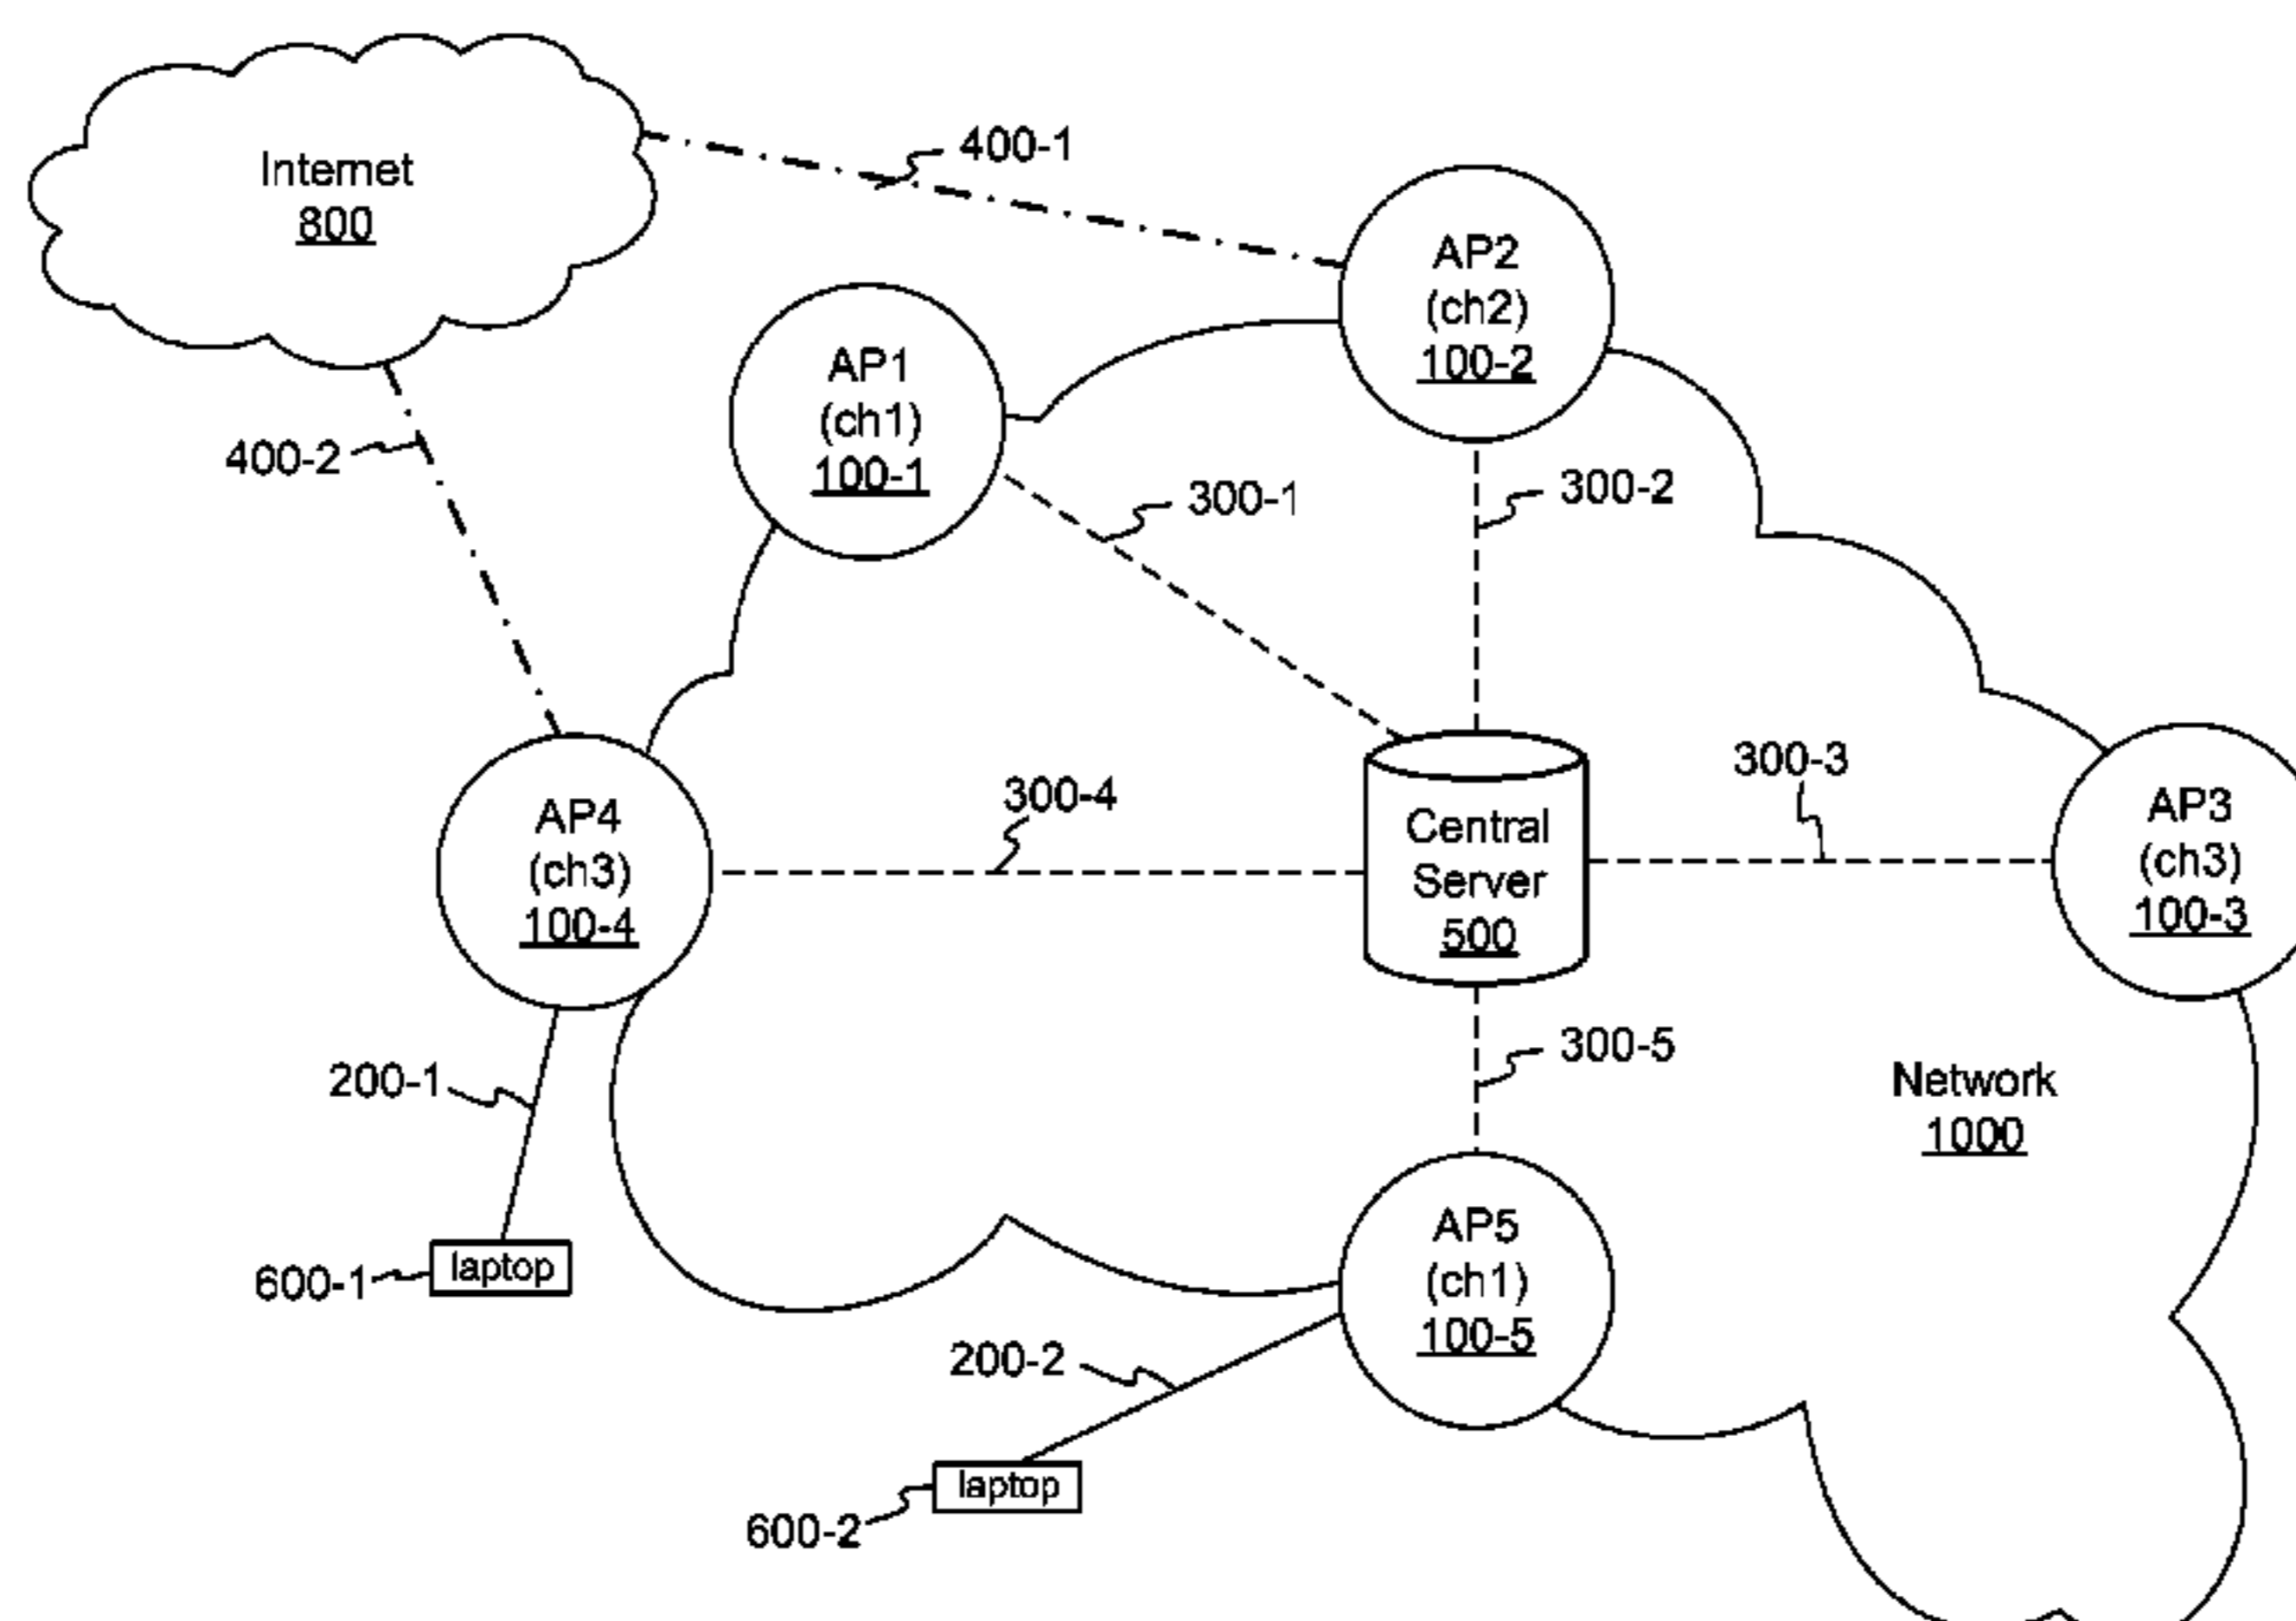 Internet
800
400-1
AP2
(ch2)
100-2
AP1
(ch1)
100-1
400-2
300-1
300-2
AP4
(ch3)
100-4
300-4
Central
Server
500
300-3
AP3
(ch3)
100-3
200-1
300-5
Network
1000
laptop
600-1
AP5
(ch1)
100-5
200-2
laptop
600-2